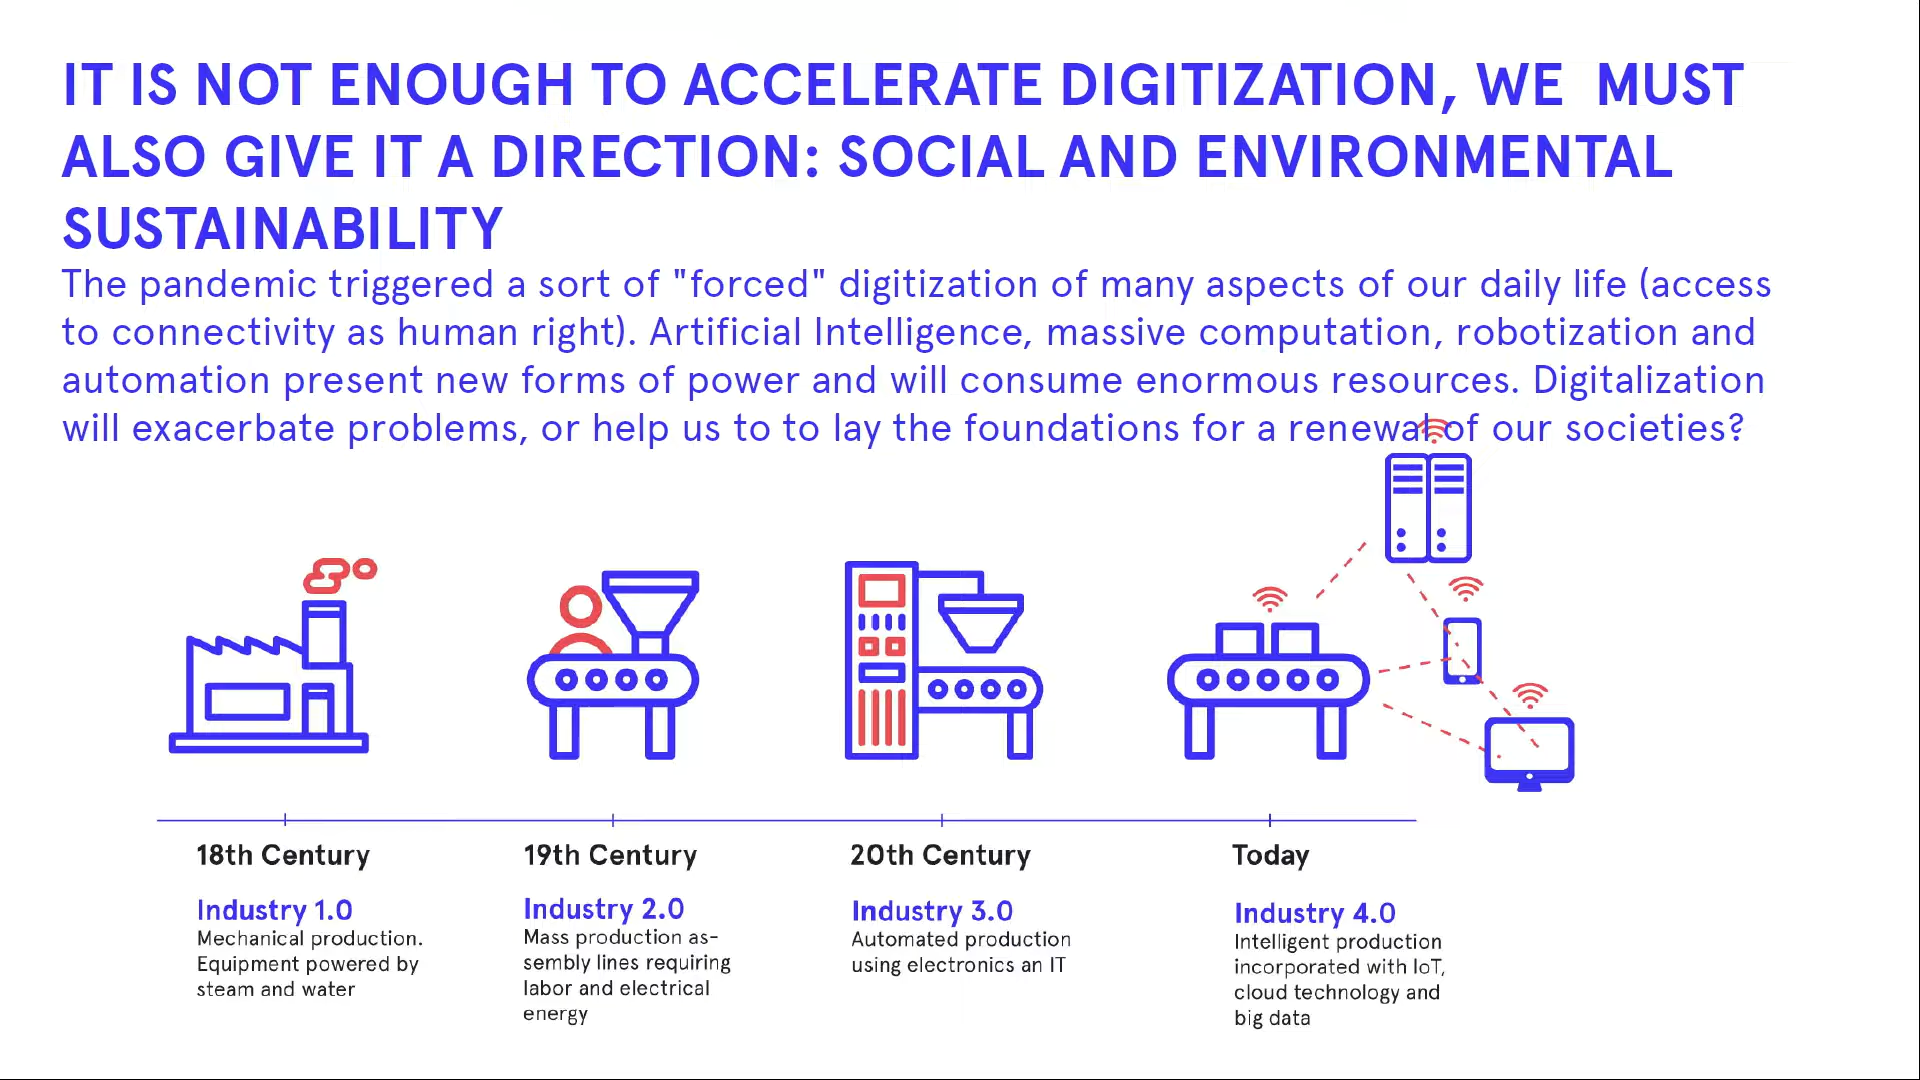 IT IS NOT ENOUGH TO ACCELERATE DIGITIZATION, WE MUST
ALSO GIVE IT A DIRECTION: SOCIAL AND ENVIRONMENTAL
SUSTAINABILITY
The pandemic triggered a sort of "forced" digitization of many aspects of our daily life (access
to connectivity as human right). Artificial Intelligence, massive computation, robotization and
automation present new forms of power and will consume enormous resources. Digitalization
will exacerbate problems, or help us to to lay the foundations for a renewal of our societies?
18th Century
Industry 1.0
Mechanical production.
Equipment powered by
steam and water
19th Century
Industry 2.0
Mass production as-
sembly lines requiring
labor and electrical
energy
20th Century
Industry 3.0
Automated production
using electronics an IT
Today
Industry 4.0
Intelligent production
incorporated with IoT,
cloud technology and
big data